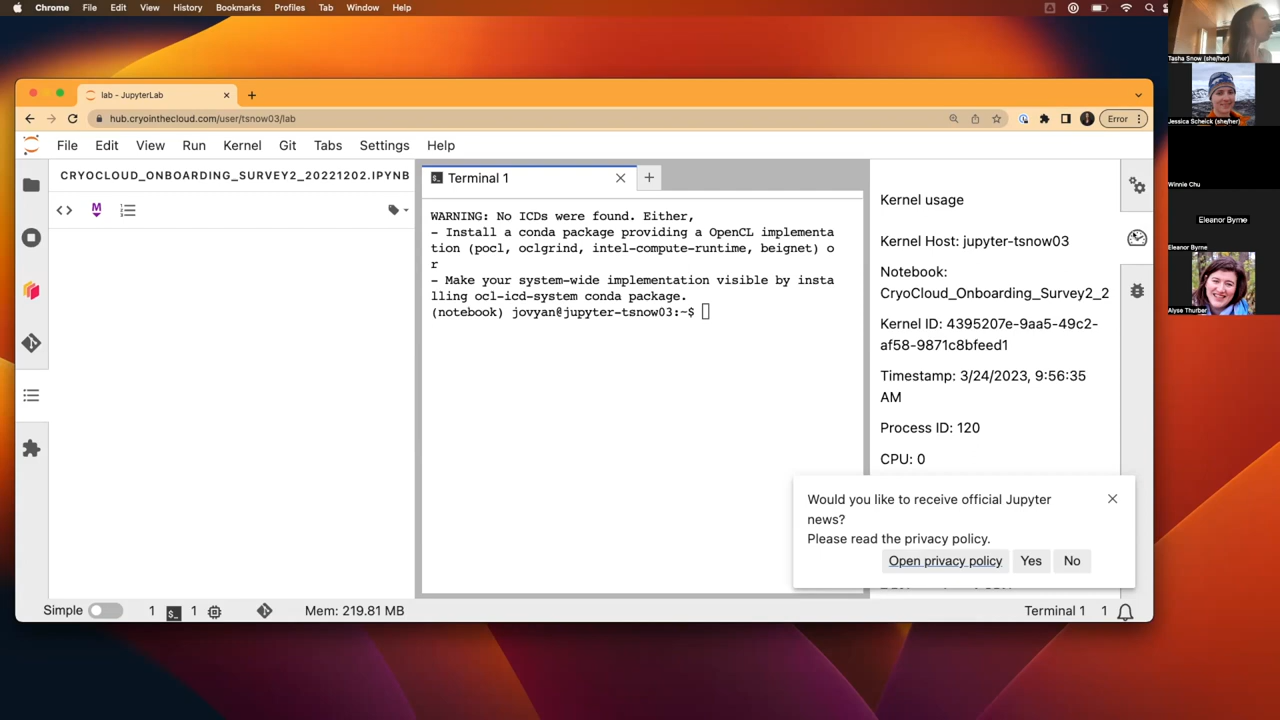 Chrome File Edit View History Bookmarks Profiles Tab Window Help
lab - JupyterLab
hub.cryointhecloud.com/user/tsnow03/lab
Error
File Edit View Run Kernel Git Tabs Settings Help
CRYOCLOUD_ONBOARDING_SURVEY2_20221202.IPYNB
Terminal 1
WARNING: No ICDs were found. Either,
- Install a conda package providing a OpenCL implementa
tion (pocl, oclgrind, intel-compute-runtime, beignet) o
r
- Make your system-wide implementation visible by insta
lling ocl-icd-system conda package.
(notebook) jovyan@jupyter-tsnow03:~$
Kernel usage
Kernel Host: jupyter-tsnow03
Notebook:
CryoCloud_Onboarding_Survey2_2
Kernel ID: 4395207e-9aa5-49c2-
af58-9871c8bfeed1
Timestamp: 3/24/2023, 9:56:35
AM
Process ID: 120
CPU: 0
Would you like to receive official Jupyter
news?
Please read the privacy policy.
Open privacy policy Yes No
Simple 1 1 Mem: 219.81 MB Terminal 1 1
Tasha Snow (she/her)
Jessica Scheick (she/her)
Winnie Chu
Eleanor Byrne
Eleanor Byrne
Alyse Thurber